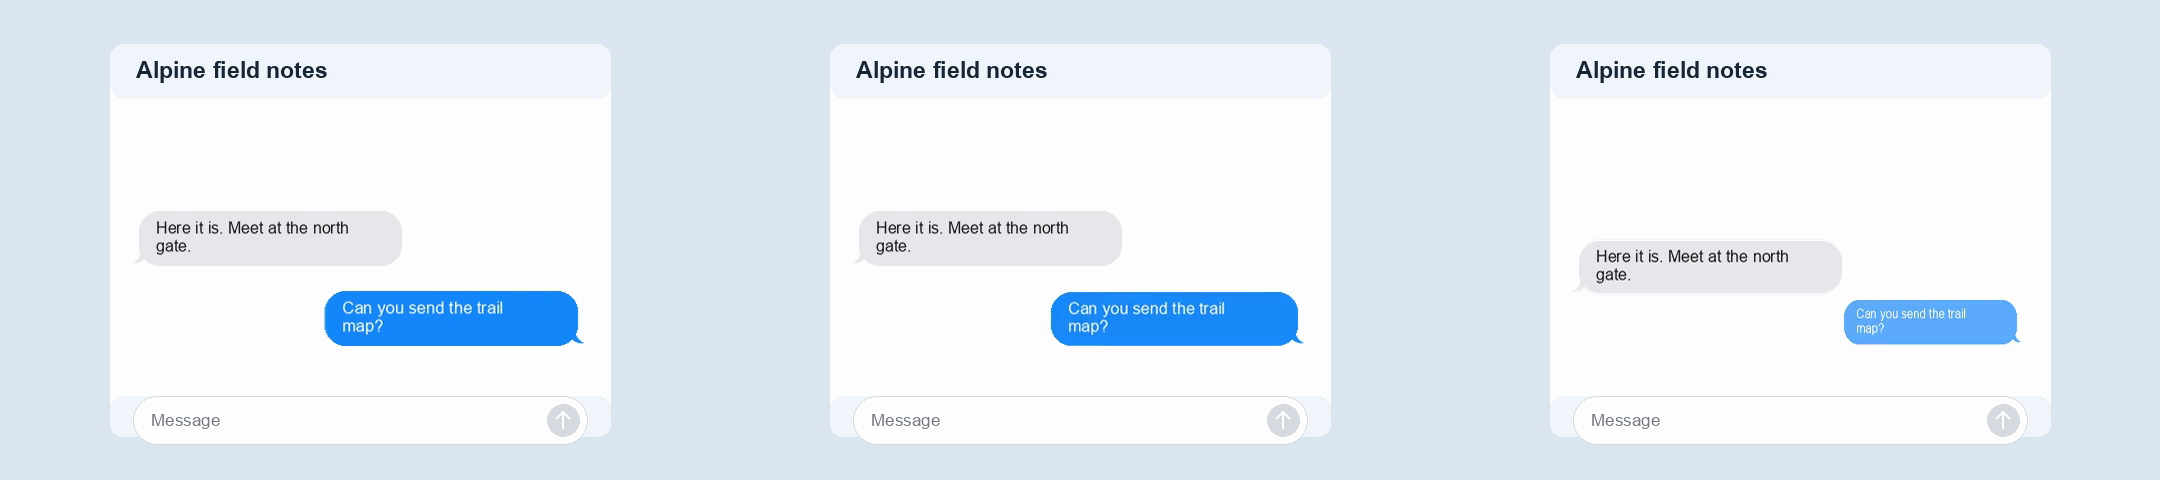 Alpine field notes
Here it is. Meet at the north
gate.
Can you send the trail
map?
Message
Alpine field notes
Here it is. Meet at the north
gate.
Can you send the trail
map?
Message
Alpine field notes
Here it is. Meet at the north
gate.
Can you send the trail
map?
Message